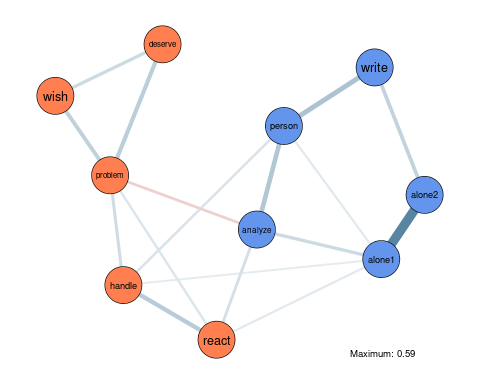 deserve
write
wish
person
problem
alone2
analyze
alone1
handle
react
Maximum: 0.59